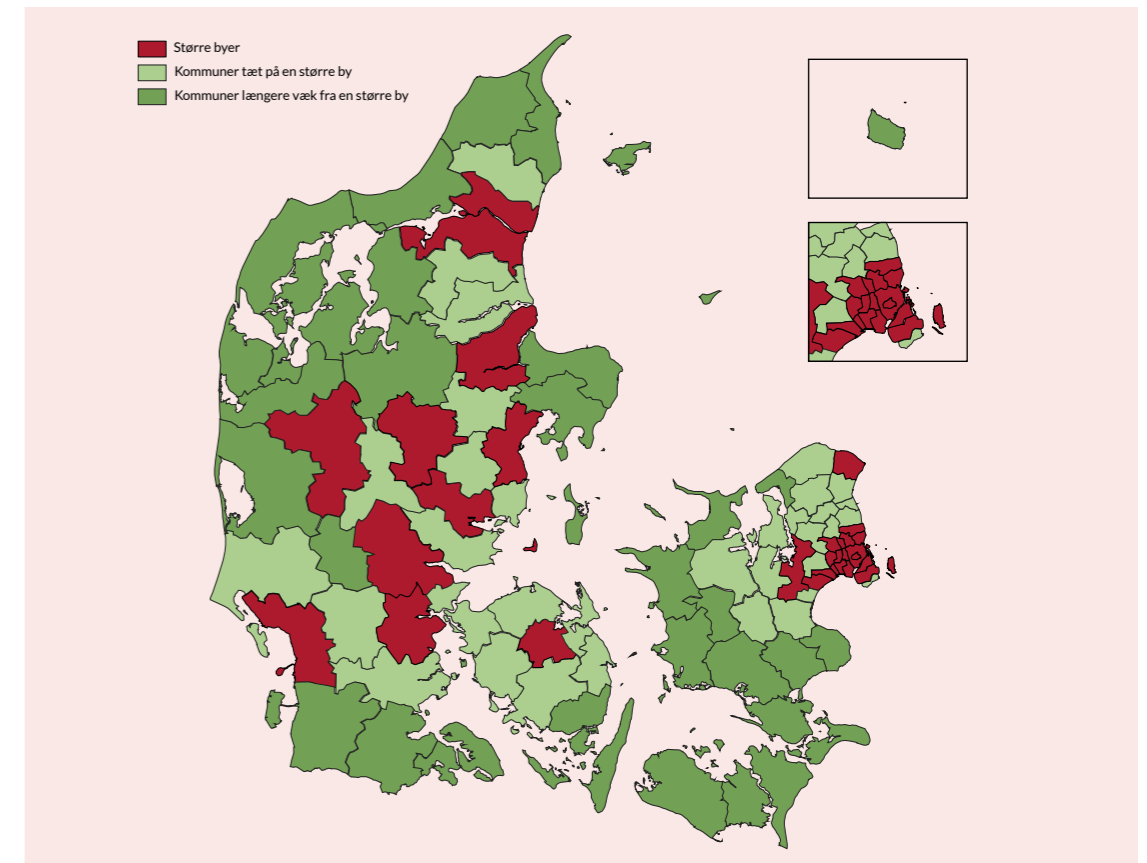 Større byer
Kommuner tæt på en større by
Kommuner længere væk fra en større by